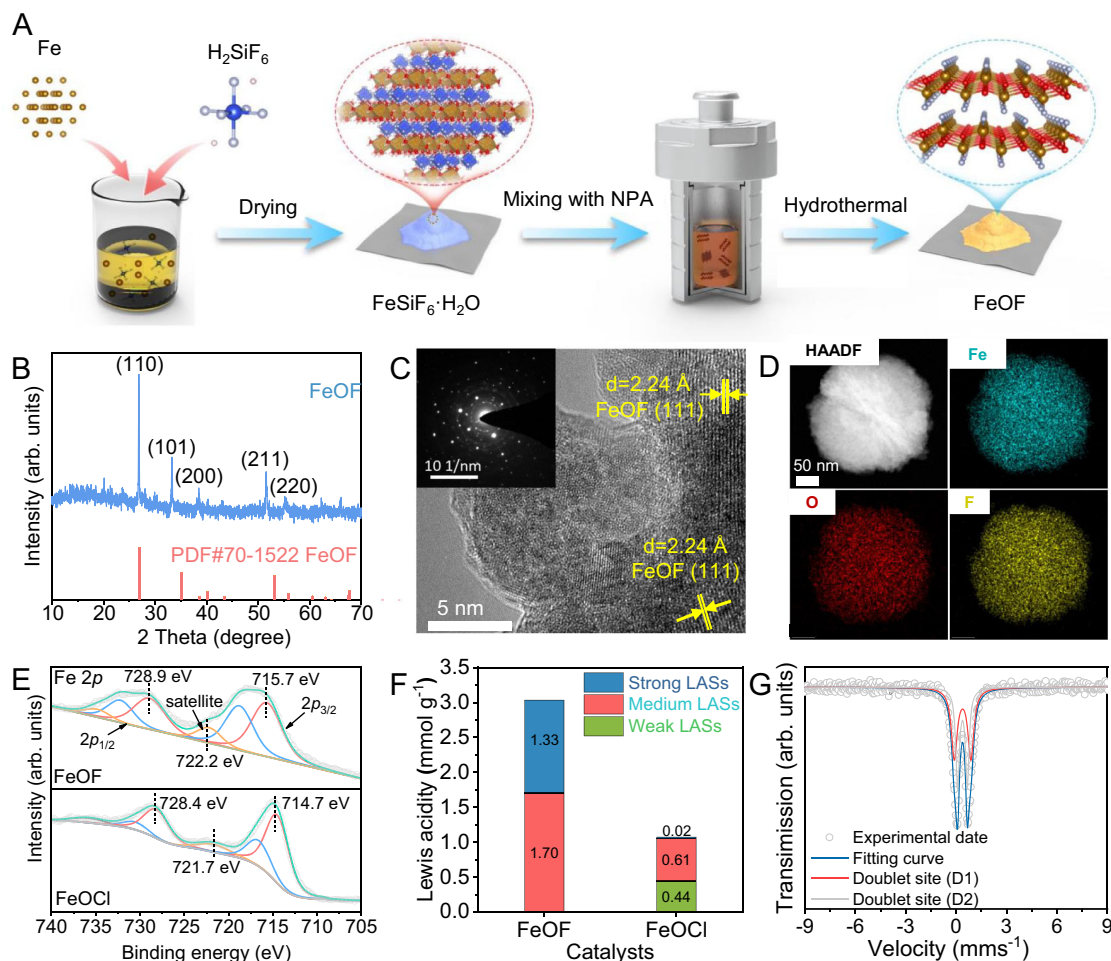 A
Fe
H₂SiF₆
Drying
Mixing with NPA
Hydrothermal
FeSiF₆·H₂O
FeOF
B
(110)
FeOF
(101)
(200)
(211)
(220)
PDF#70-1522 FeOF
Intensity (arb. units)
10 20 30 40 50 60 70
2 Theta (degree)
C
10 1/nm
d=2.24 Å
FeOF (111)
d=2.24 Å
FeOF (111)
5 nm
D
HAADF
Fe
50 nm
O
F
E
Fe 2p
728.9 eV
715.7 eV
satellite
2p₃/₂
2p₁/₂
722.2 eV
FeOF
728.4 eV
714.7 eV
721.7 eV
FeOCl
Intensity (arb. units)
740 735 730 725 720 715 710 705
Binding energy (eV)
F
3.5
3.0
2.5
2.0
1.5
1.0
0.5
0.0
Lewis acidity (mmol g⁻¹)
Strong LASs
Medium LASs
Weak LASs
1.33
1.70
0.02
0.61
0.44
FeOF FeOCl
Catalysts
G
Transimission (arb. units)
Experimental date
Fitting curve
Doublet site (D1)
Doublet site (D2)
-9 -6 -3 0 3 6 9
Velocity (mms⁻¹)